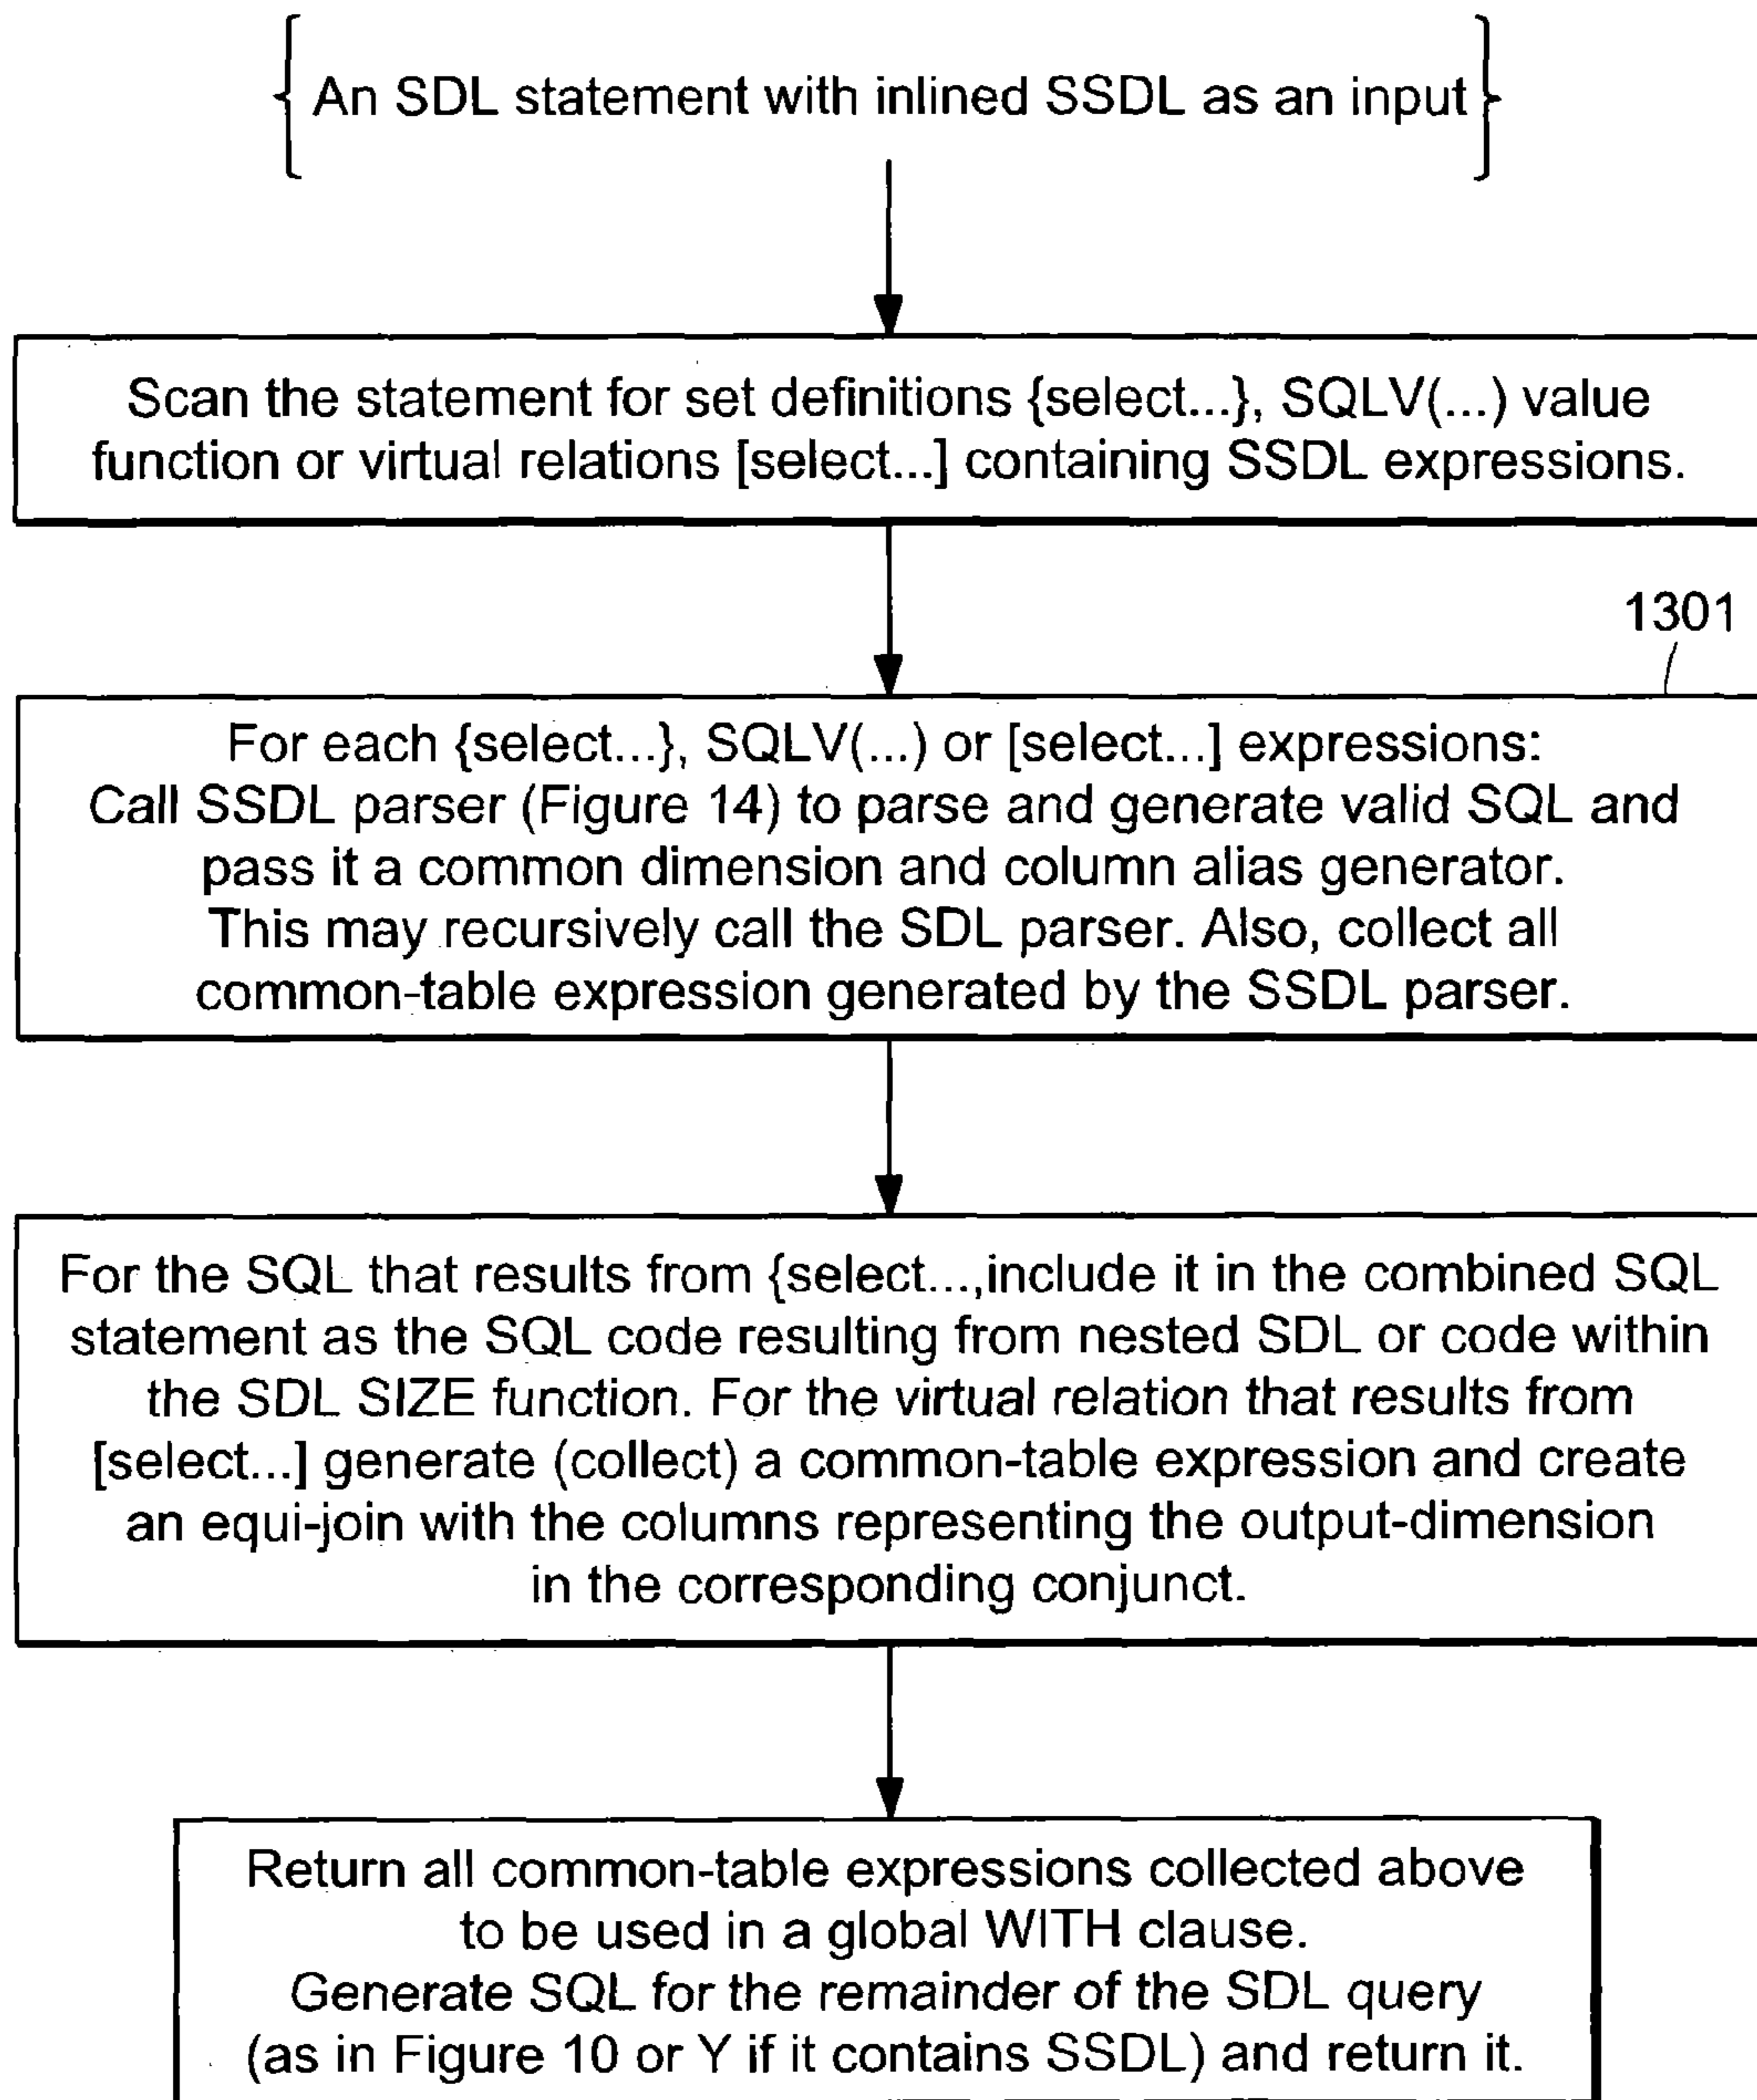 { An SDL statement with inlined SSDL as an input }
Scan the statement for set definitions {select...}, SQLV(...) value
function or virtual relations [select...] containing SSDL expressions.
1301
For each {select...}, SQLV(...) or [select...] expressions:
Call SSDL parser (Figure 14) to parse and generate valid SQL and
pass it a common dimension and column alias generator.
This may recursively call the SDL parser. Also, collect all
common-table expression generated by the SSDL parser.
For the SQL that results from {select...,include it in the combined SQL
statement as the SQL code resulting from nested SDL or code within
the SDL SIZE function. For the virtual relation that results from
[select...] generate (collect) a common-table expression and create
an equi-join with the columns representing the output-dimension
in the corresponding conjunct.
Return all common-table expressions collected above
to be used in a global WITH clause.
Generate SQL for the remainder of the SDL query
(as in Figure 10 or Y if it contains SSDL) and return it.